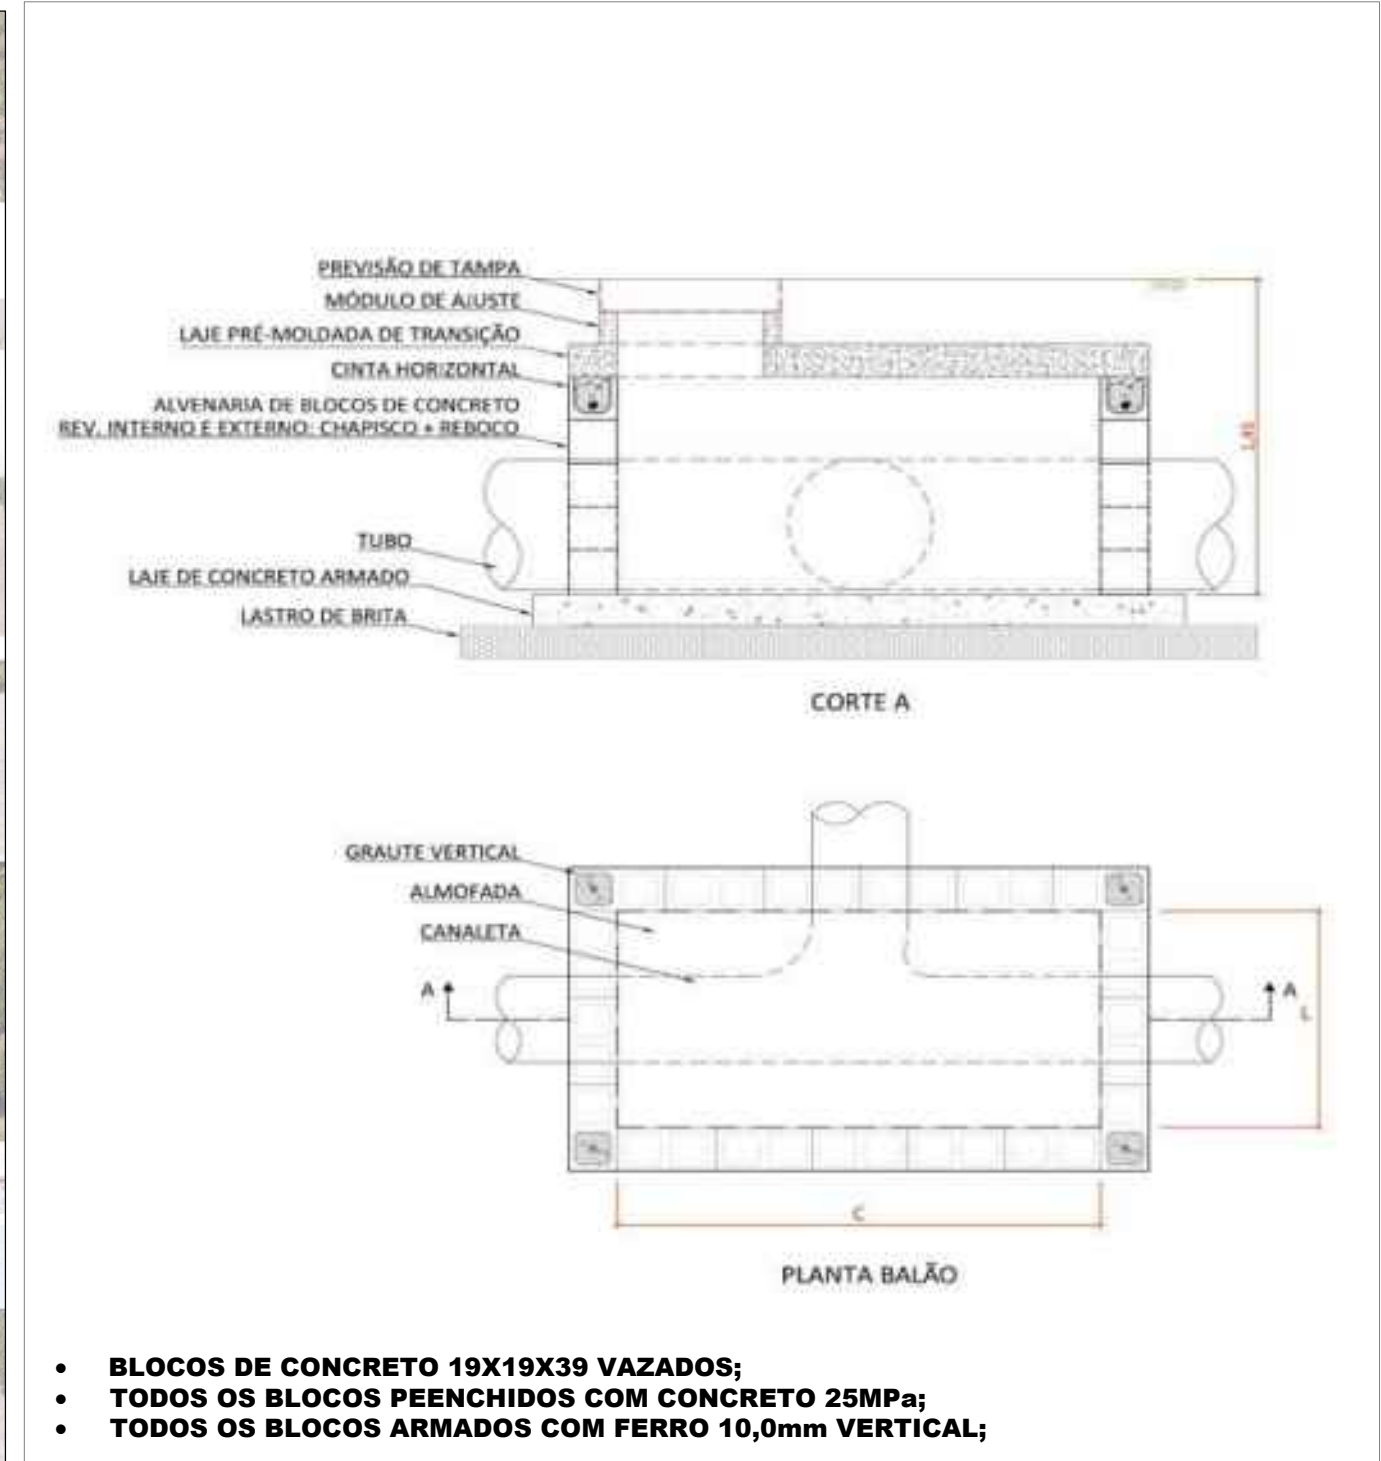 PREVISÃO DE TAMPA
MÓDULO DE AJUSTE
LAJE PRÉ-MOLDADA DE TRANSIÇÃO
CINTA HORIZONTAL
ALVENARIA DE BLOCOS DE CONCRETO
REV. INTERNO E EXTERNO: CHAPISCO + REBOCO
1,45
TUBO
LAJE DE CONCRETO ARMADO
LASTRO DE BRITA
CORTE A
GRAUTE VERTICAL
ALMOFADA
CANALETA
A A
C
PLANTA BALÃO
• BLOCOS DE CONCRETO 19X19X39 VAZADOS;
• TODOS OS BLOCOS PEENCHIDOS COM CONCRETO 25MPa;
• TODOS OS BLOCOS ARMADOS COM FERRO 10,0mm VERTICAL;